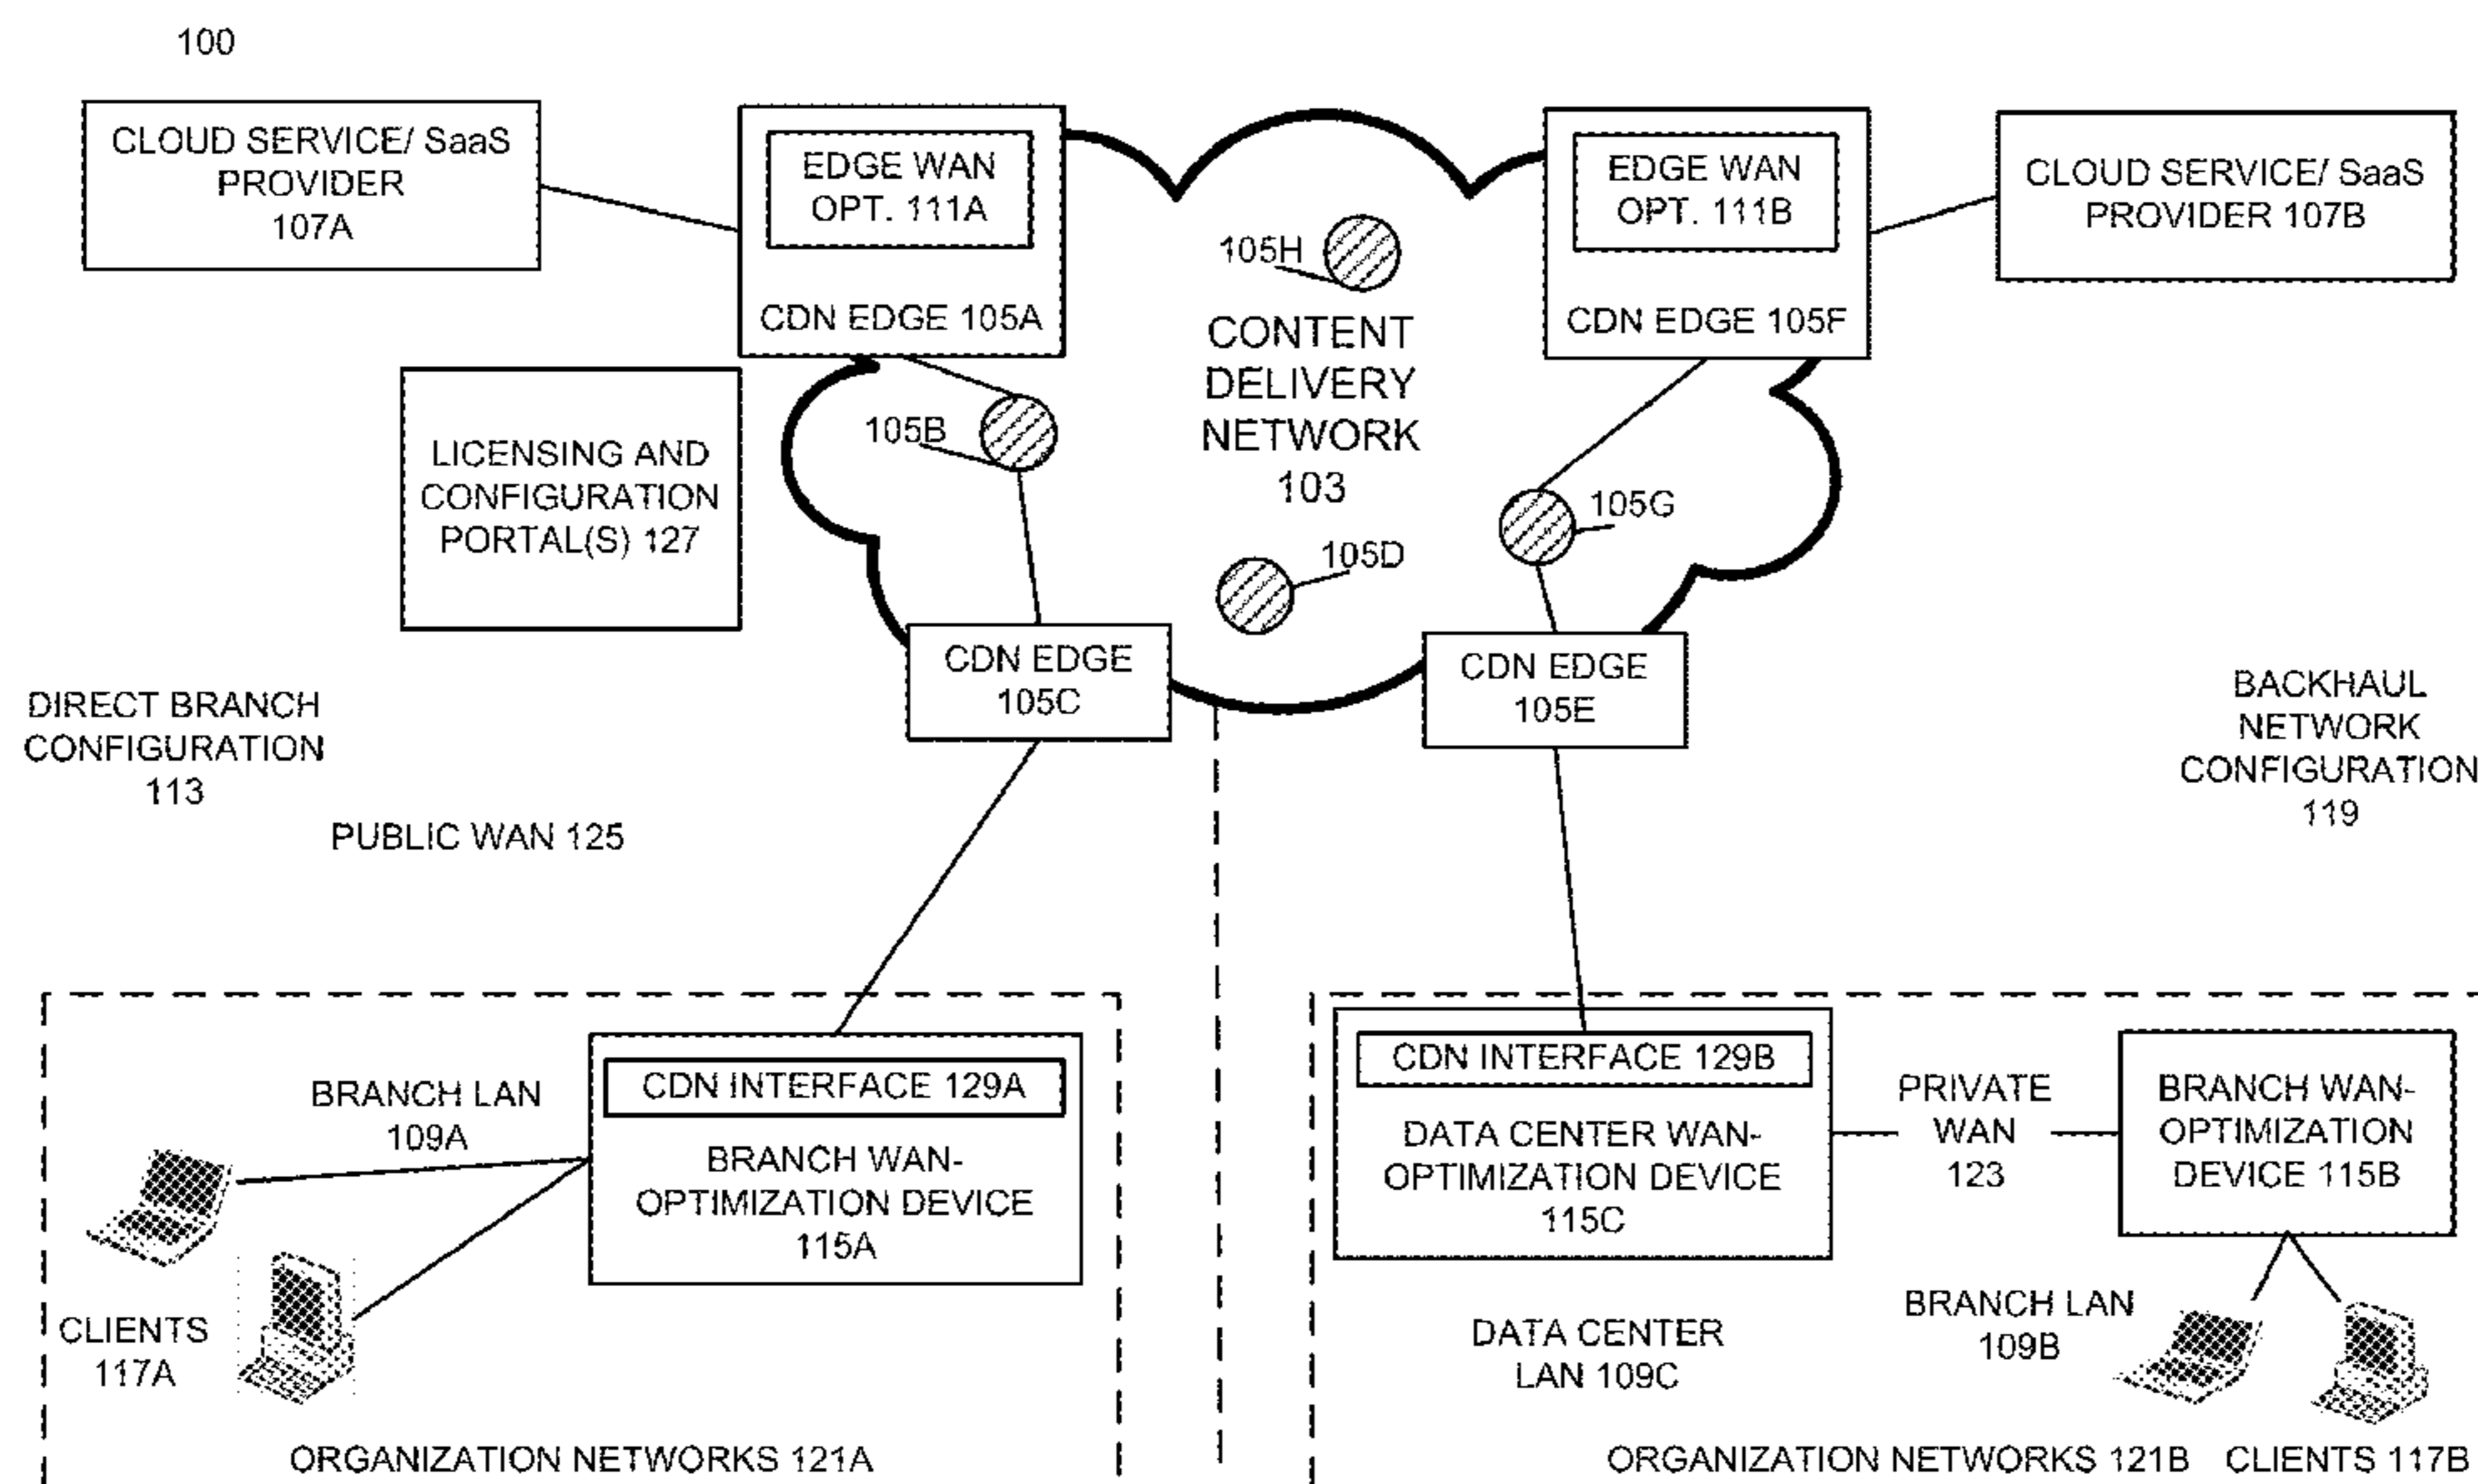 100
CLOUD SERVICE/ SaaS
PROVIDER
107A
EDGE WAN
OPT. 111A
CDN EDGE 105A
EDGE WAN
OPT. 111B
CDN EDGE 105F
CLOUD SERVICE/ SaaS
PROVIDER 107B
105H
CONTENT
DELIVERY
NETWORK
103
LICENSING AND
CONFIGURATION
PORTAL(S) 127
105B
105G
105D
CDN EDGE
105C
CDN EDGE
105E
DIRECT BRANCH
CONFIGURATION
113
BACKHAUL
NETWORK
CONFIGURATION
119
PUBLIC WAN 125
BRANCH LAN
109A
CDN INTERFACE 129A
BRANCH WAN-
OPTIMIZATION DEVICE
115A
CLIENTS
117A
ORGANIZATION NETWORKS 121A
CDN INTERFACE 129B
DATA CENTER WAN-
OPTIMIZATION DEVICE
115C
PRIVATE
WAN
123
BRANCH WAN-
OPTIMIZATION
DEVICE 115B
DATA CENTER
LAN 109C
BRANCH LAN
109B
ORGANIZATION NETWORKS 121B
CLIENTS 117B